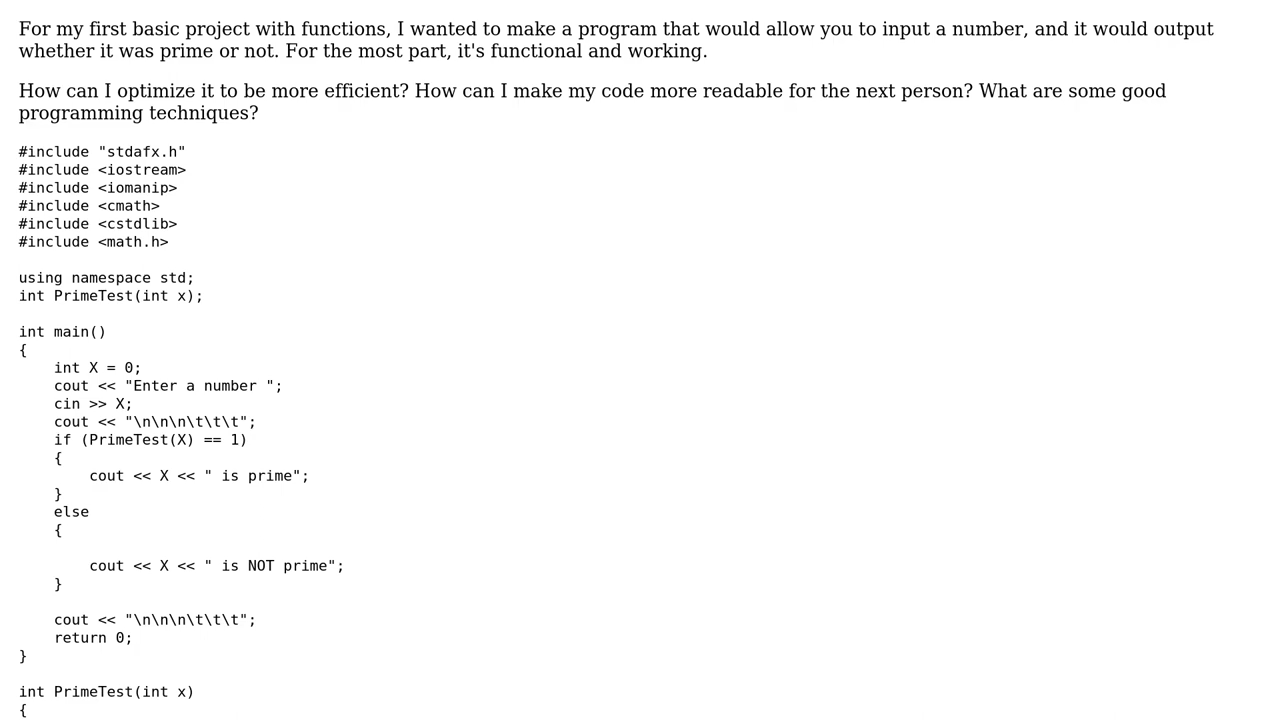 For my first basic project with functions, I wanted to make a program that would allow you to input a number, and it would output
whether it was prime or not. For the most part, it's functional and working.
How can I optimize it to be more efficient? How can I make my code more readable for the next person? What are some good
programming techniques?
#include "stdafx.h"
#include <iostream>
#include <iomanip>
#include <cmath>
#include <cstdlib>
#include <math.h>
using namespace std;
int PrimeTest(int x);
int main()
{
    int X = 0;
    cout << "Enter a number ";
    cin >> X;
    cout << "\n\n\n\t\t\t";
    if (PrimeTest(X) == 1)
    {
        cout << X << " is prime";
    }
    else
    {
        cout << X << " is NOT prime";
    }
    cout << "\n\n\n\t\t\t";
    return 0;
}
int PrimeTest(int x)
{